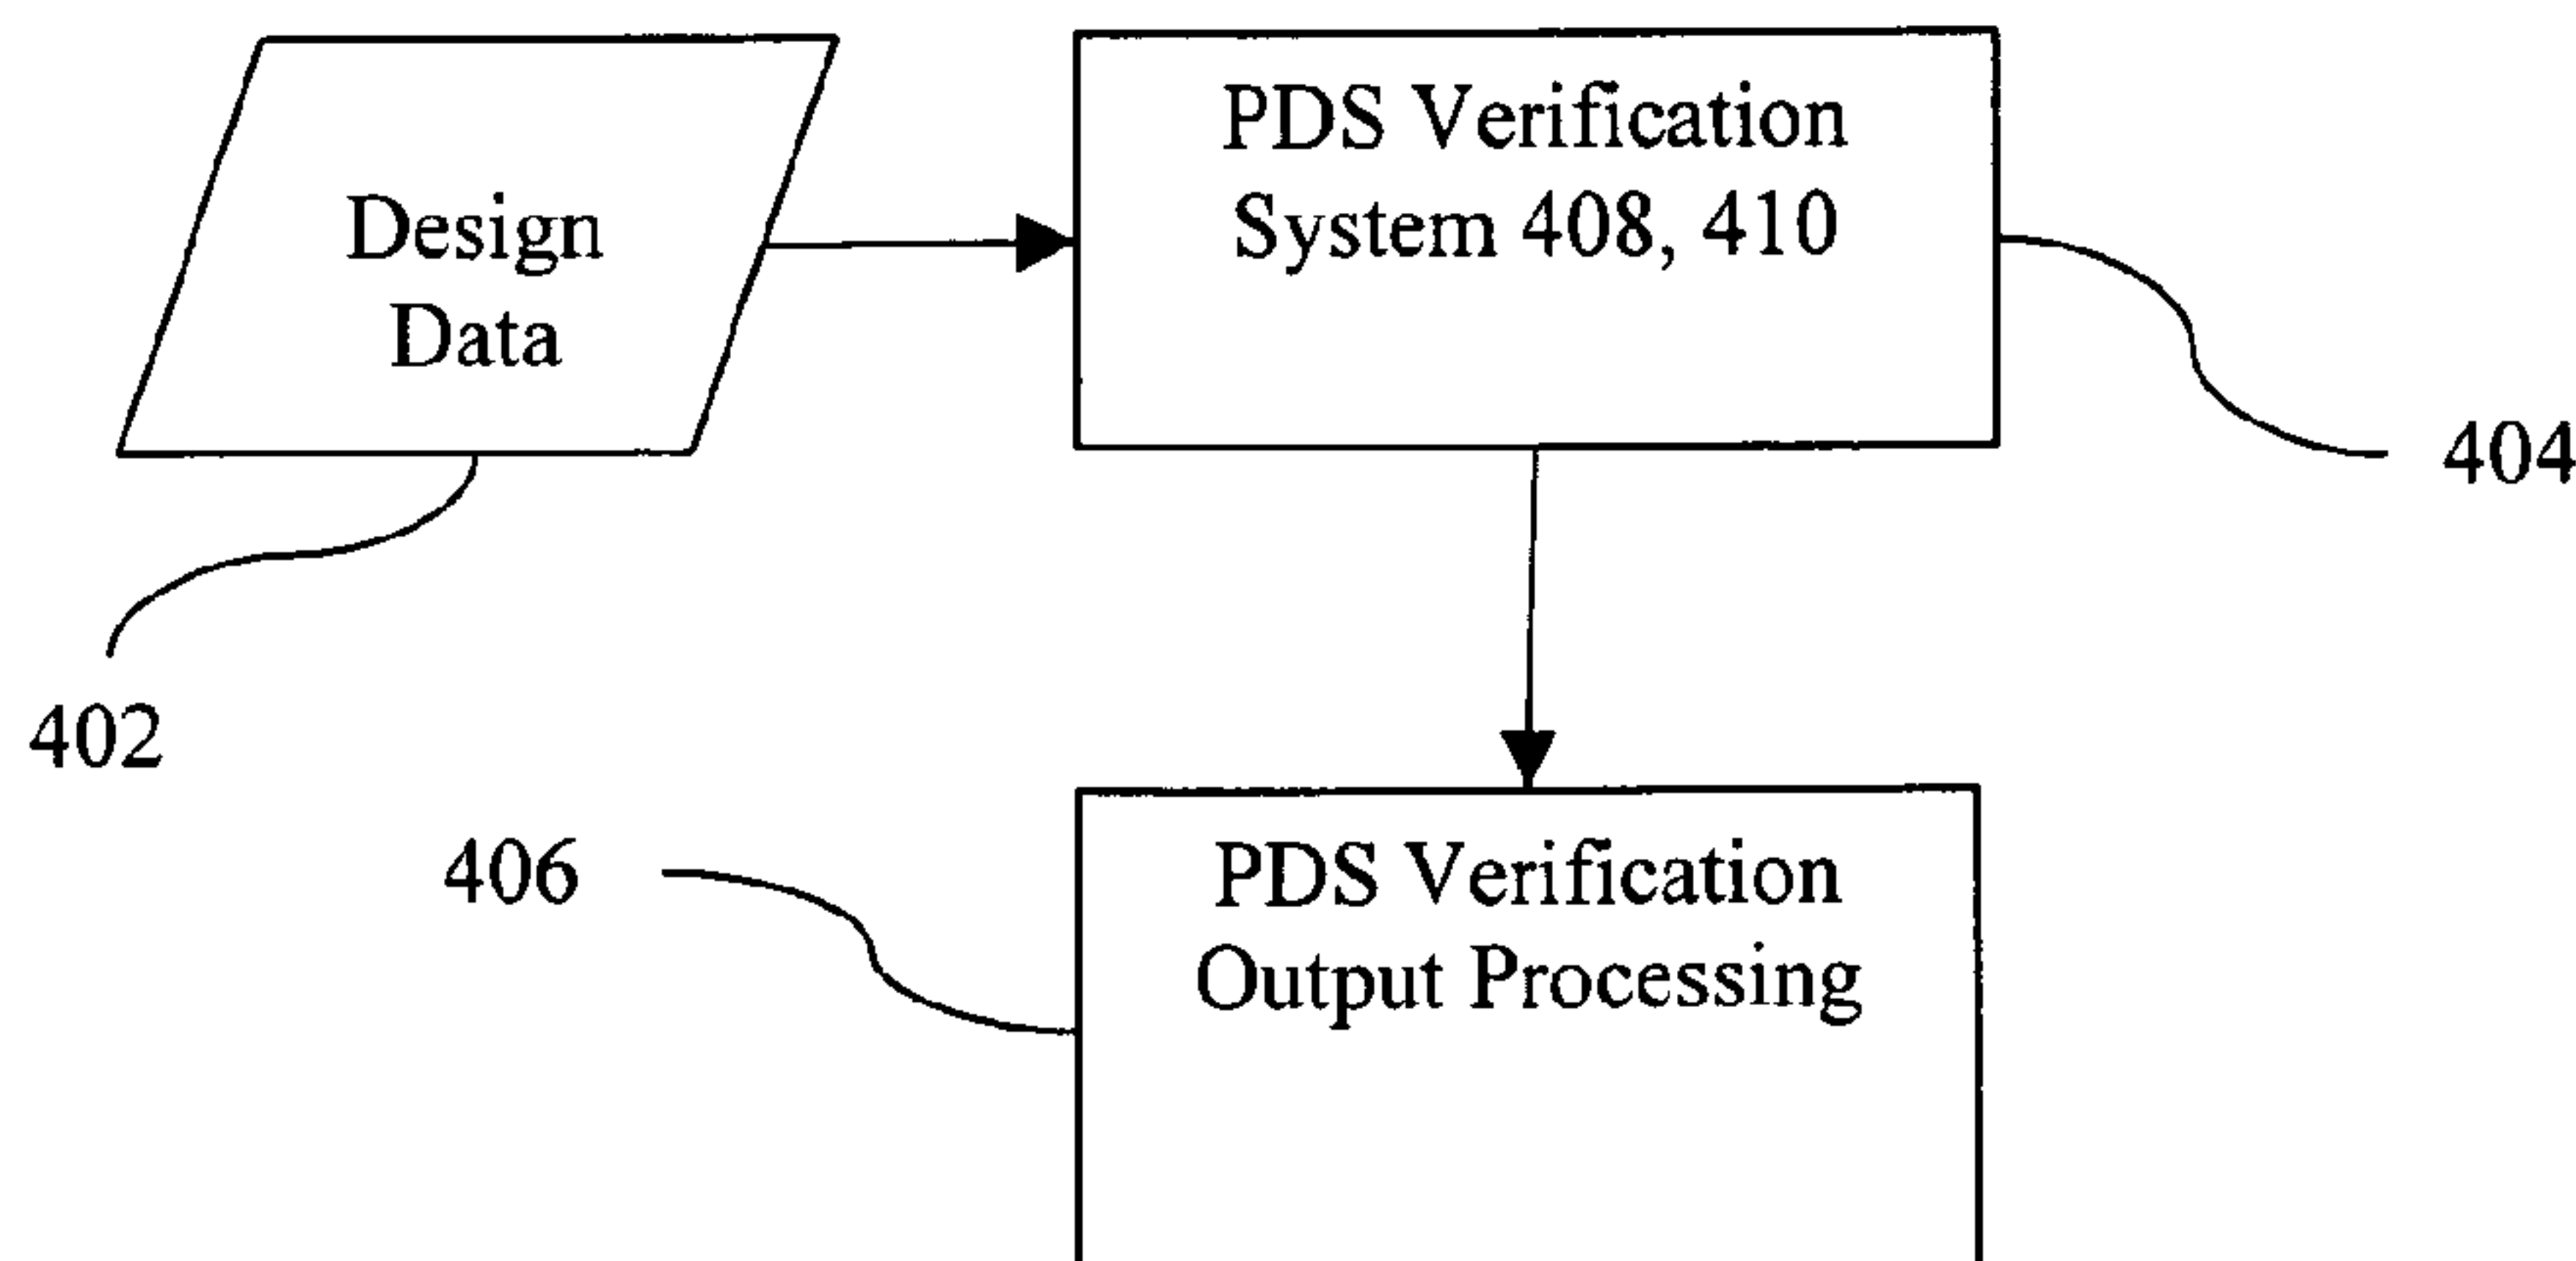 Design
Data
PDS Verification
System 408, 410
404
402
406
PDS Verification
Output Processing